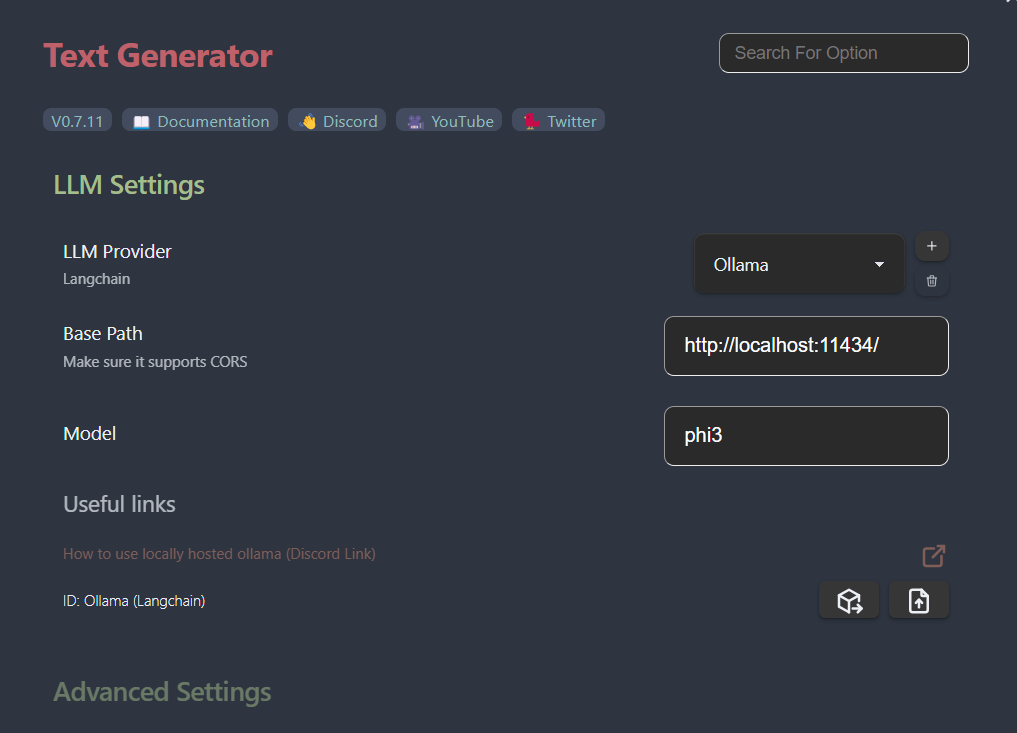 Text Generator
Search For Option
V0.7.11 Documentation Discord YouTube Twitter
LLM Settings
LLM Provider
Langchain
Ollama
Base Path
Make sure it supports CORS
http://localhost:11434/
Model
phi3
Useful links
How to use locally hosted ollama (Discord Link)
ID: Ollama (Langchain)
Advanced Settings